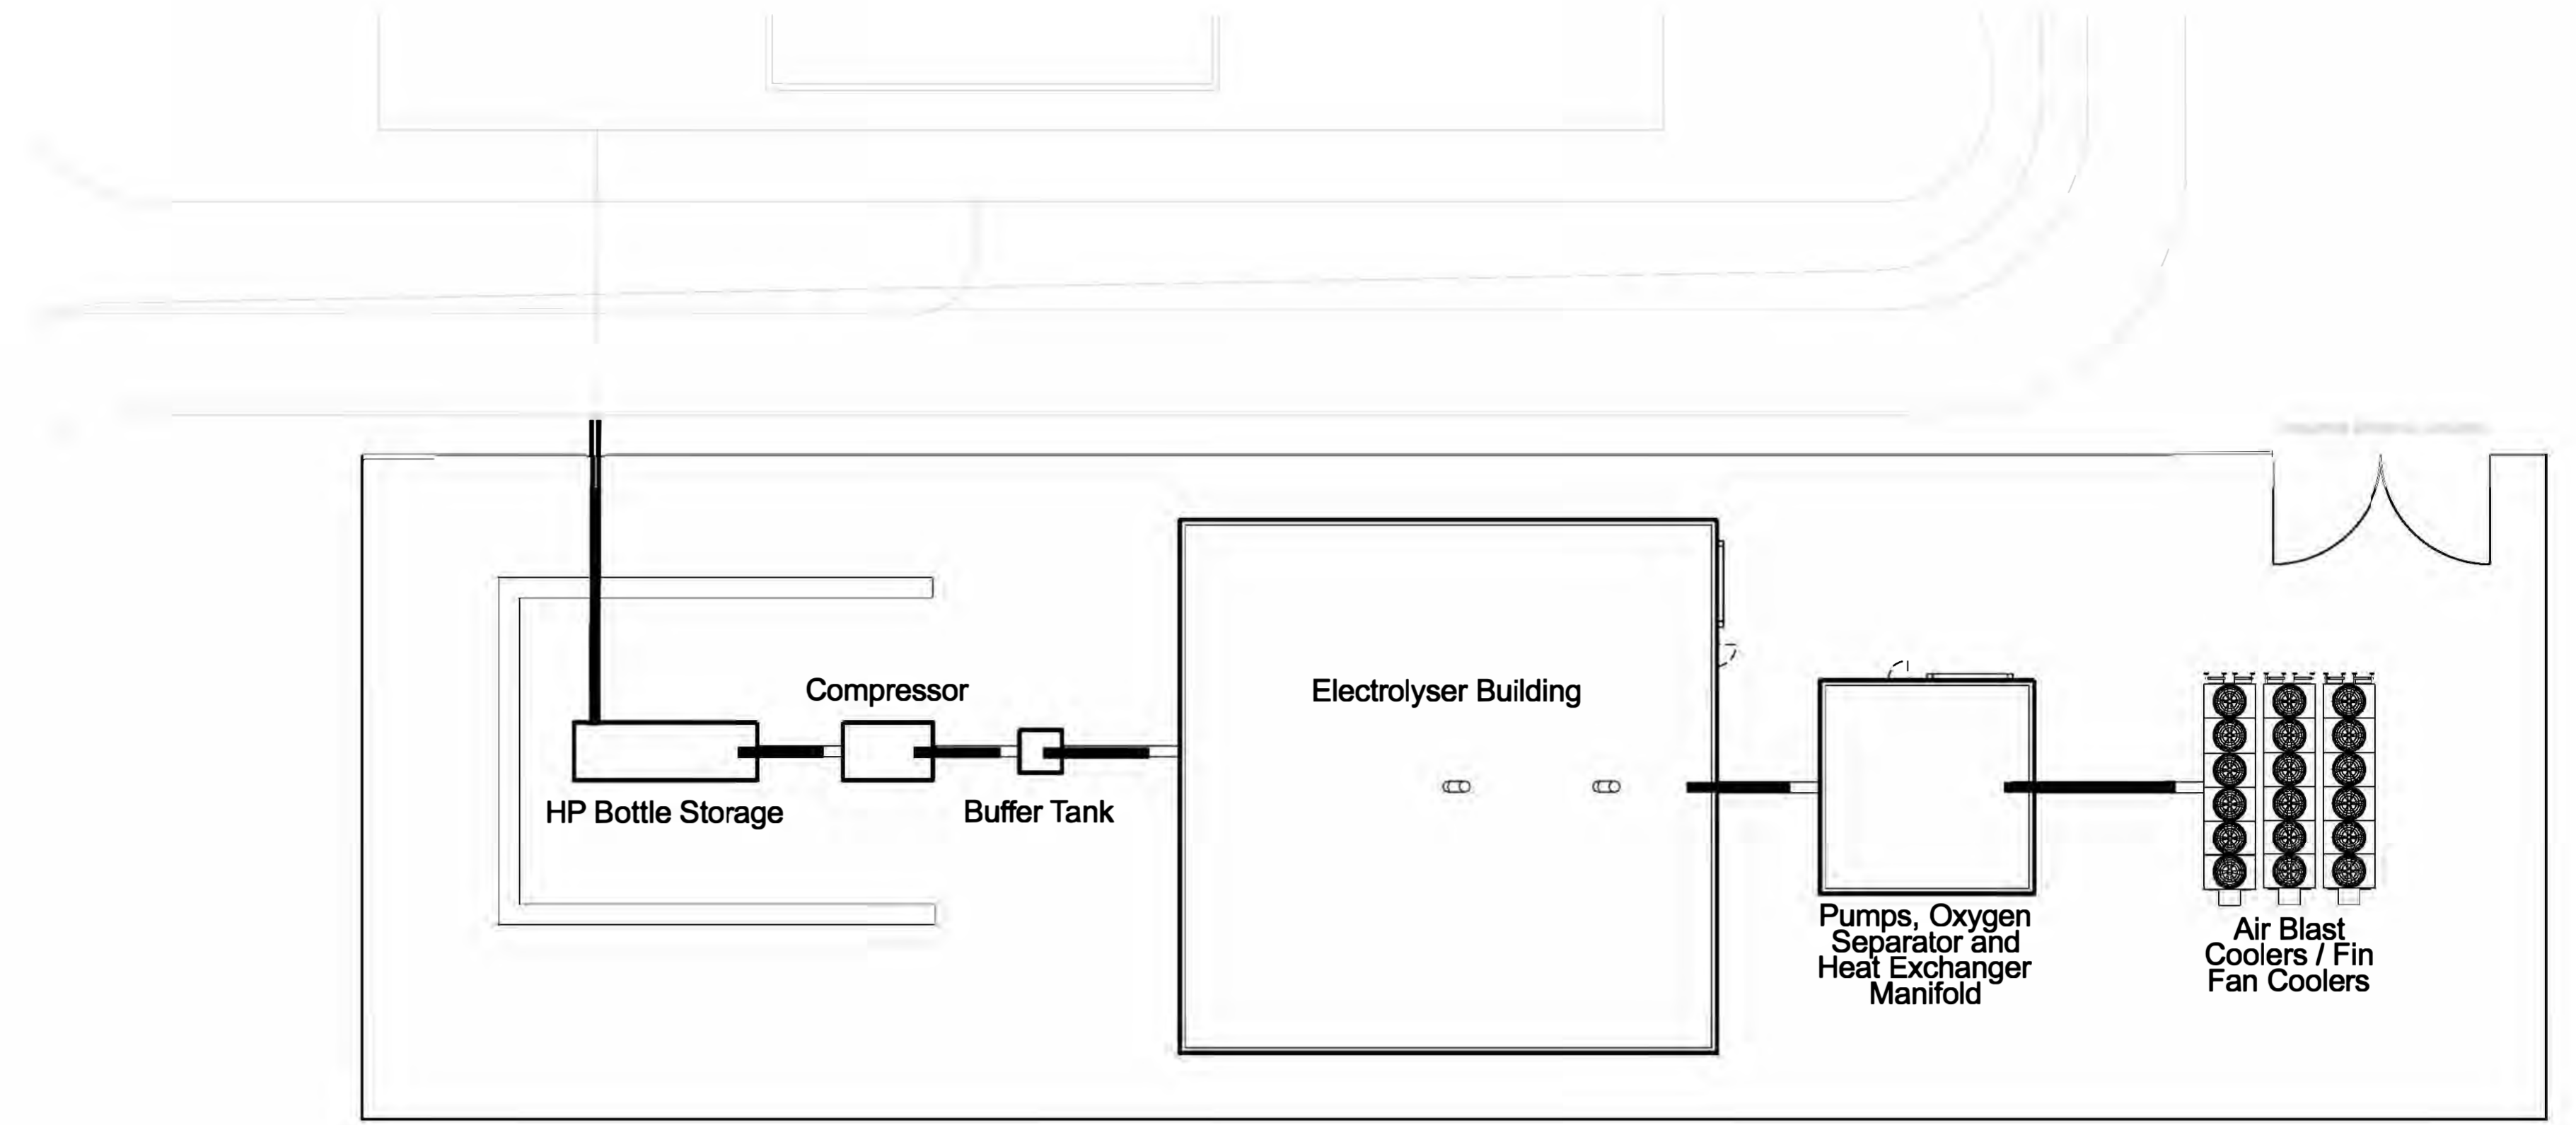 Compressor
Electrolyser Building
HP Bottle Storage
Buffer Tank
Pumps, Oxygen
Separator and
Heat Exchanger
Manifold
Air Blast
Coolers / Fin
Fan Coolers